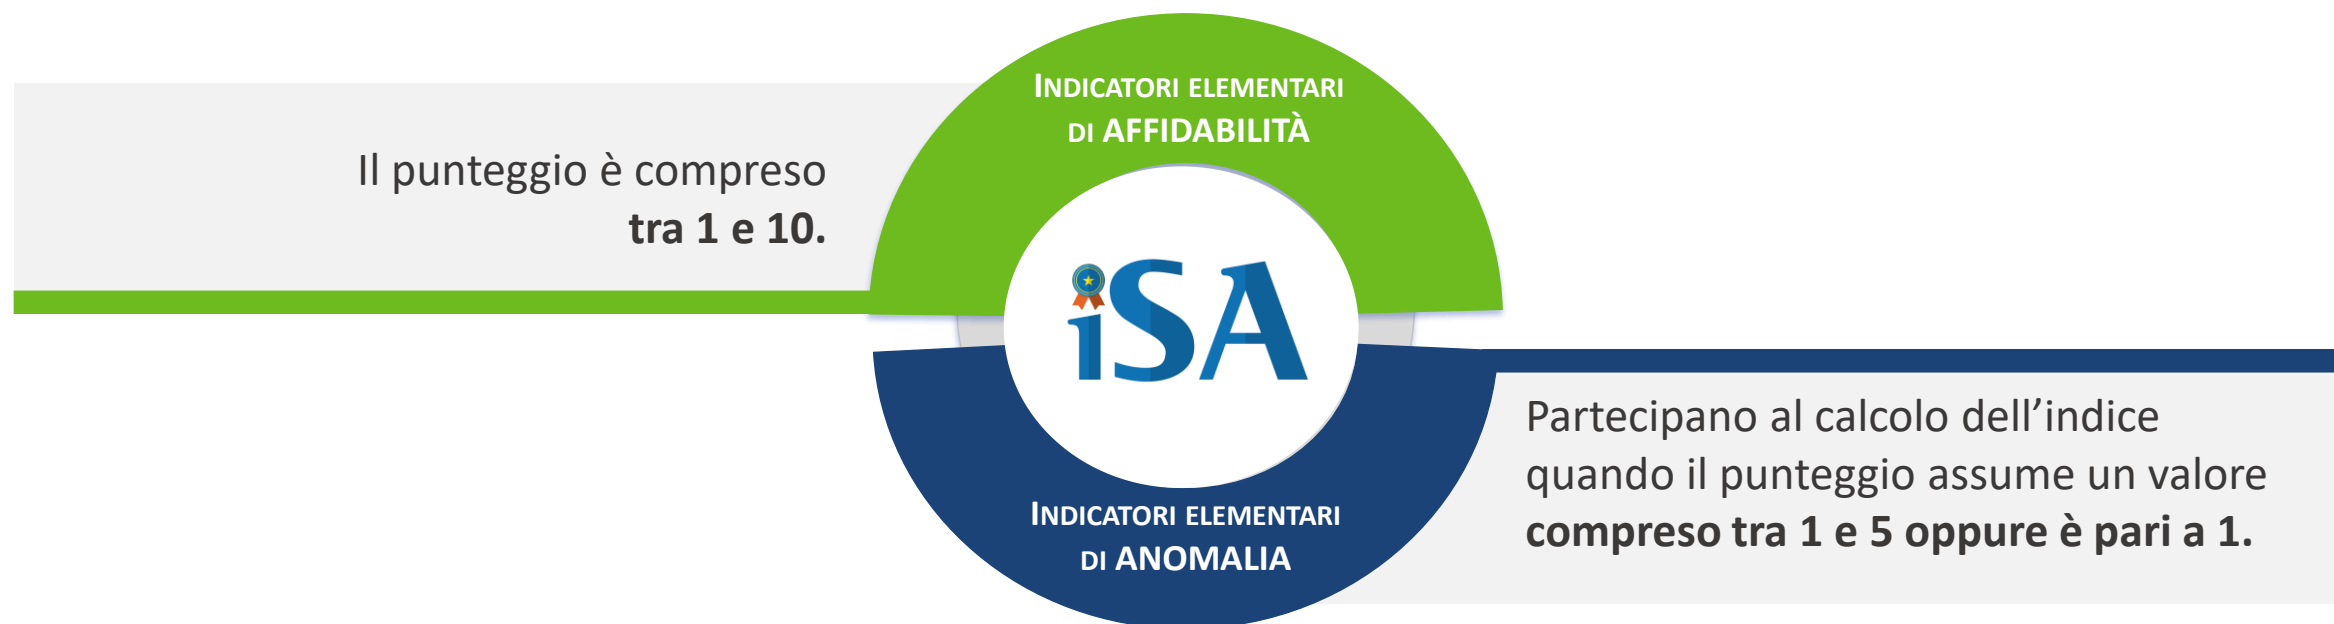 INDICATORI ELEMENTARI
DI AFFIDABILITÀ
Il punteggio è compreso
tra 1 e 10.
iSA
Partecipano al calcolo dell’indice
quando il punteggio assume un valore
compreso tra 1 e 5 oppure è pari a 1.
INDICATORI ELEMENTARI
DI ANOMALIA